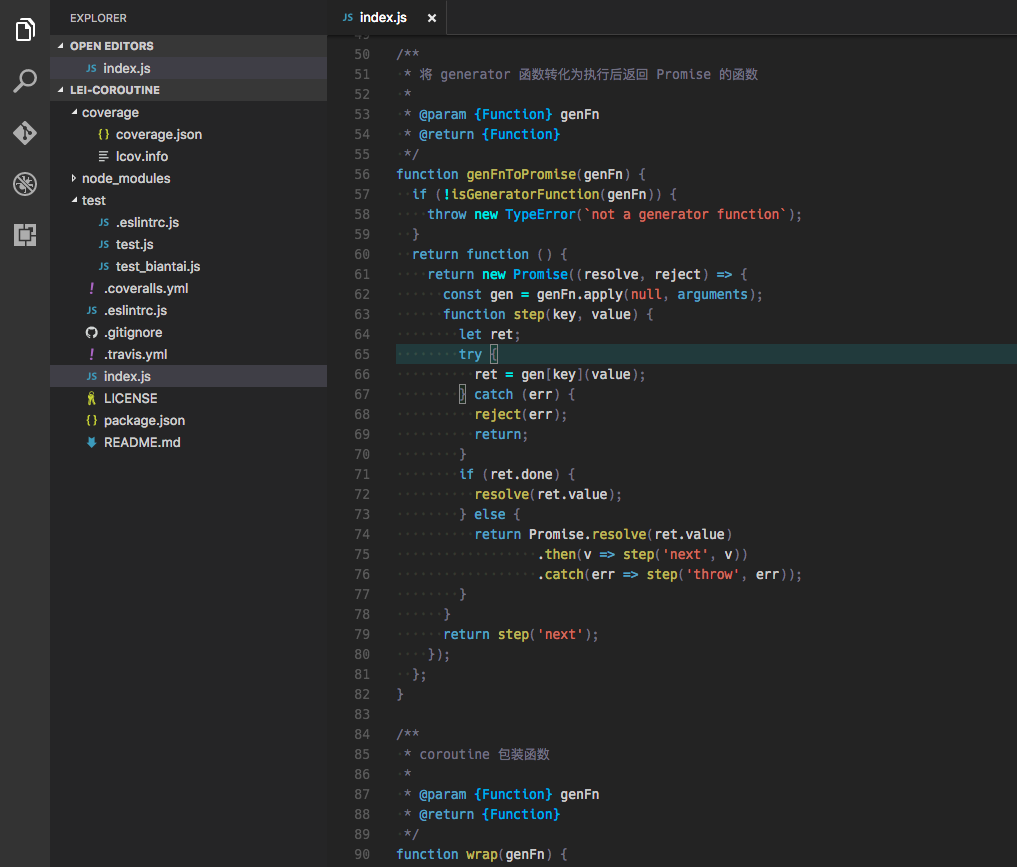 EXPLORER
OPEN EDITORS
JS index.js
LEI-COROUTINE
coverage
{} coverage.json
lcov.info
node_modules
test
JS .eslintrc.js
JS test.js
JS test_biantai.js
! .coveralls.yml
JS .eslintrc.js
.gitignore
! .travis.yml
JS index.js
LICENSE
{} package.json
README.md
JS index.js ×
50 /**
51 * 将 generator 函数转化为执行后返回 Promise 的函数
52 *
53 * @param {Function} genFn
54 * @return {Function}
55 */
56 function genFnToPromise(genFn) {
57 if (!isGeneratorFunction(genFn)) {
58 throw new TypeError(`not a generator function`);
59 }
60 return function () {
61 return new Promise((resolve, reject) => {
62 const gen = genFn.apply(null, arguments);
63 function step(key, value) {
64 let ret;
65 try {
66 ret = gen[key](value);
67 } catch (err) {
68 reject(err);
69 return;
70 }
71 if (ret.done) {
72 resolve(ret.value);
73 } else {
74 return Promise.resolve(ret.value)
75 .then(v => step('next', v))
76 .catch(err => step('throw', err));
77 }
78 }
79 return step('next');
80 });
81 };
82 }
83
84 /**
85 * coroutine 包装函数
86 *
87 * @param {Function} genFn
88 * @return {Function}
89 */
90 function wrap(genFn) {